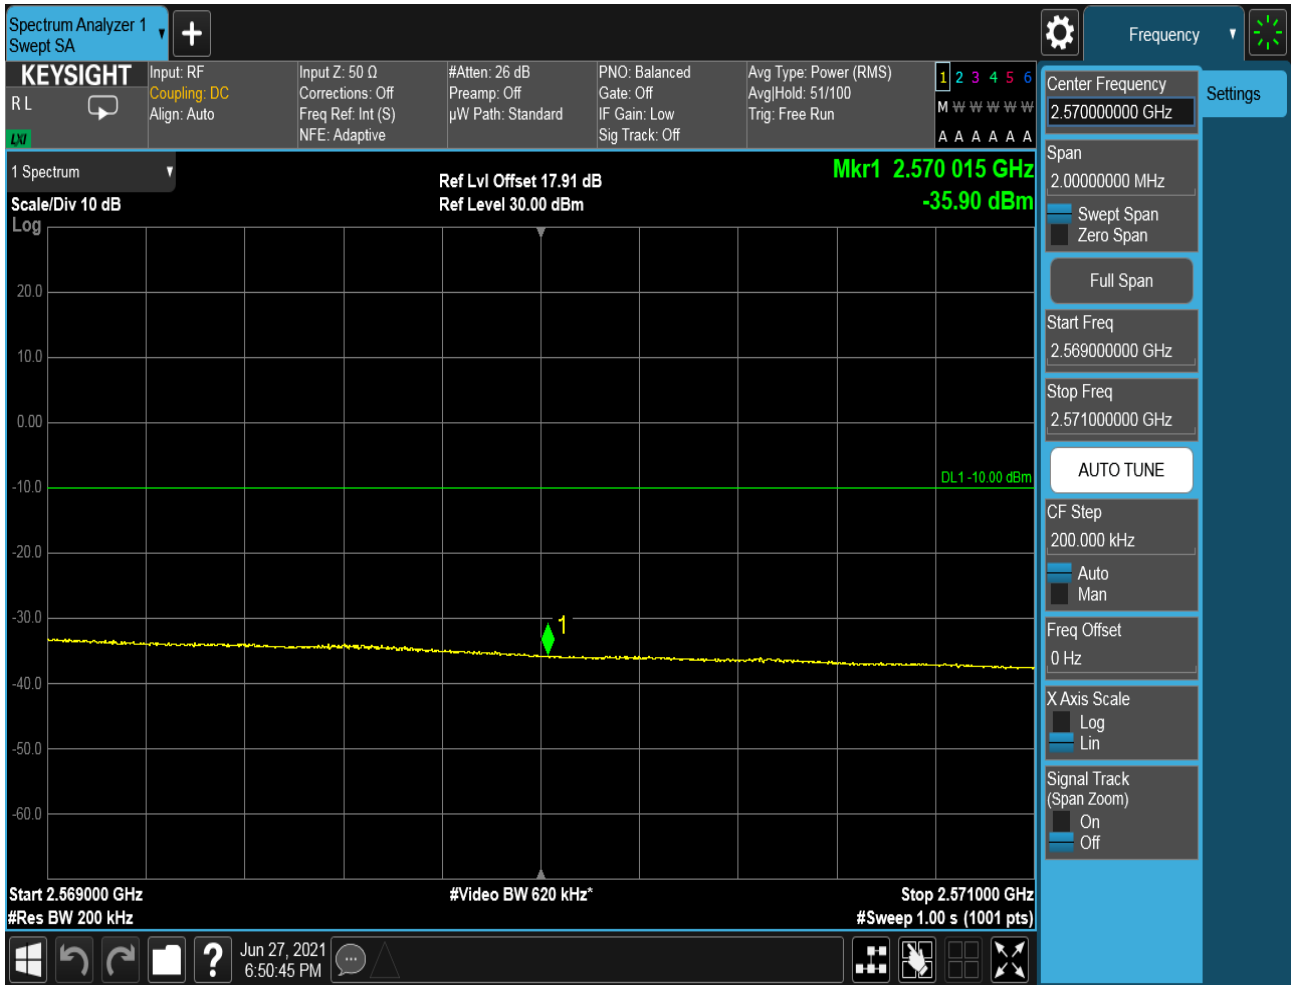 Spectrum Analyzer 1
Swept SA
Frequency
KEYSIGHT
R L
LXI
Input: RF
Coupling: DC
Align: Auto
Input Z: 50 Ω
Corrections: Off
Freq Ref: Int (S)
NFE: Adaptive
#Atten: 26 dB
Preamp: Off
µW Path: Standard
PNO: Balanced
Gate: Off
IF Gain: Low
Sig Track: Off
Avg Type: Power (RMS)
Avg|Hold: 51/100
Trig: Free Run
1 2 3 4 5 6
M W W W W W
A A A A A A
1 Spectrum
Scale/Div 10 dB
Log
Ref Lvl Offset 17.91 dB
Ref Level 30.00 dBm
Mkr1 2.570 015 GHz
-35.90 dBm
20.0
10.0
0.00
-10.0
-20.0
-30.0
-40.0
-50.0
-60.0
DL1 -10.00 dBm
1
Start 2.569000 GHz
#Res BW 200 kHz
#Video BW 620 kHz*
Stop 2.571000 GHz
#Sweep 1.00 s (1001 pts)
Jun 27, 2021
6:50:45 PM
Settings
Center Frequency
2.570000000 GHz
Span
2.00000000 MHz
Swept Span
Zero Span
Full Span
Start Freq
2.569000000 GHz
Stop Freq
2.571000000 GHz
AUTO TUNE
CF Step
200.000 kHz
Auto
Man
Freq Offset
0 Hz
X Axis Scale
Log
Lin
Signal Track
(Span Zoom)
On
Off